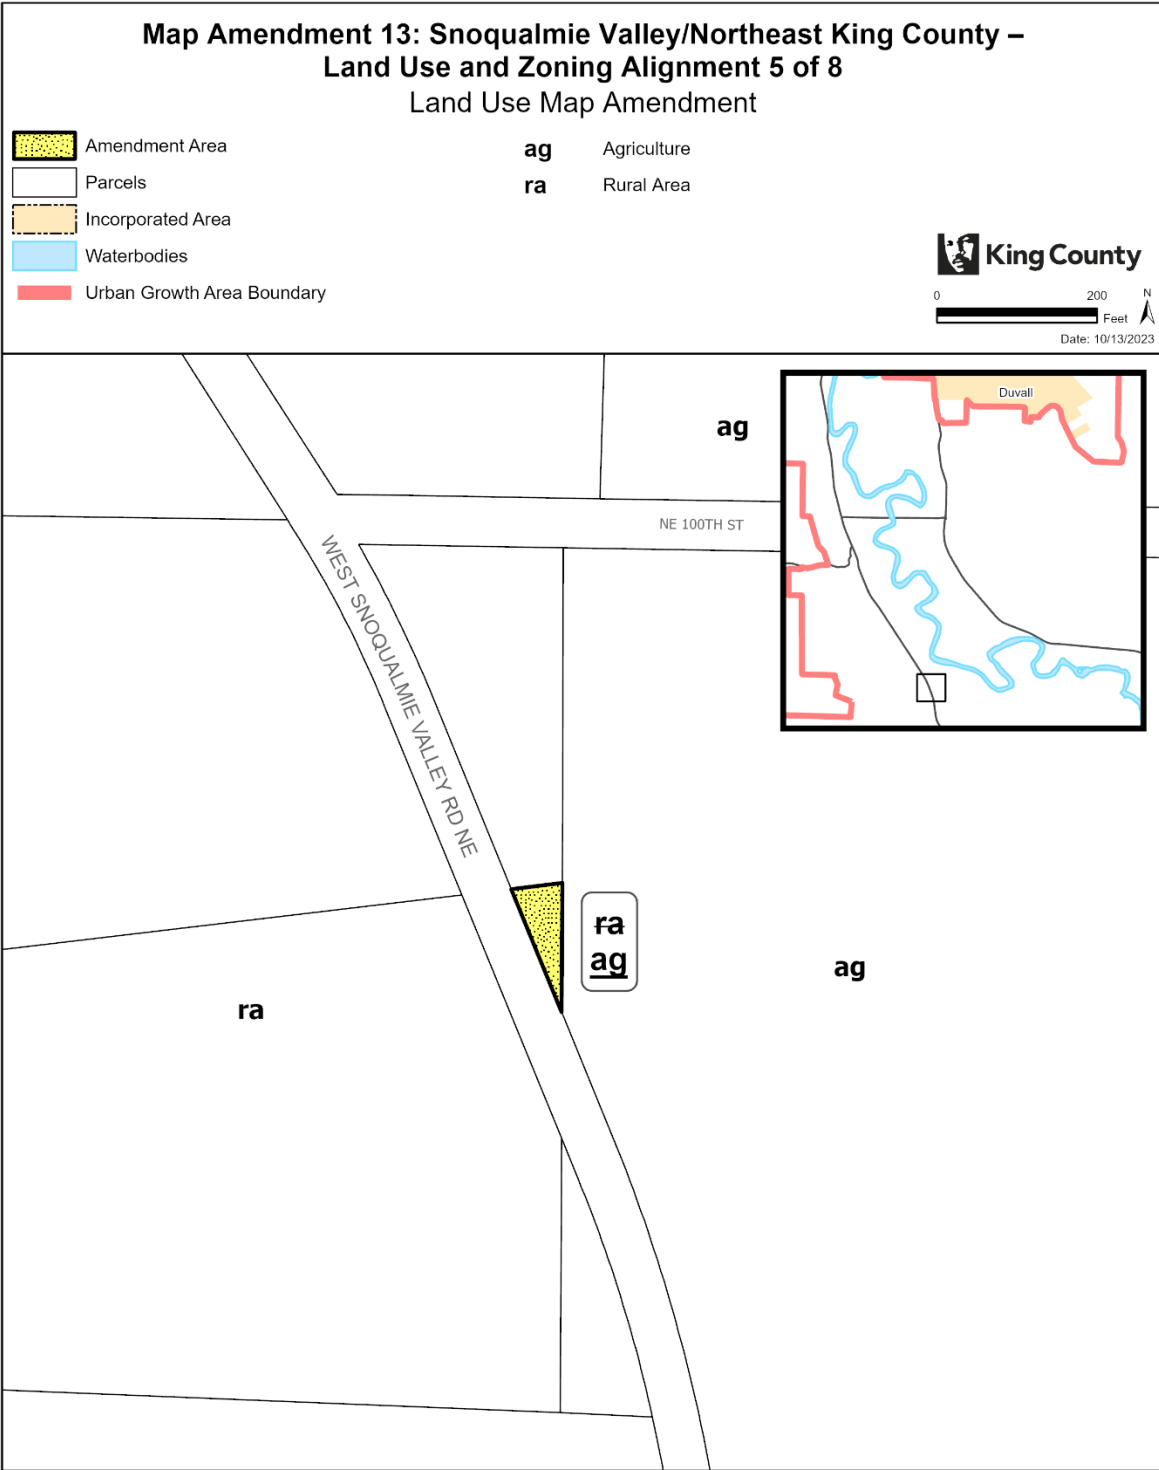 Map Amendment 13: Snoqualmie Valley/Northeast King County –
Land Use and Zoning Alignment 5 of 8
Land Use Map Amendment
Amendment Area
Parcels
Incorporated Area
Waterbodies
Urban Growth Area Boundary
ag Agriculture
ra Rural Area
King County
0 200
Feet
N
Date: 10/13/2023
Duvall
ag
NE 100TH ST
WEST SNOQUALMIE VALLEY RD NE
ra
ag
ag
ra